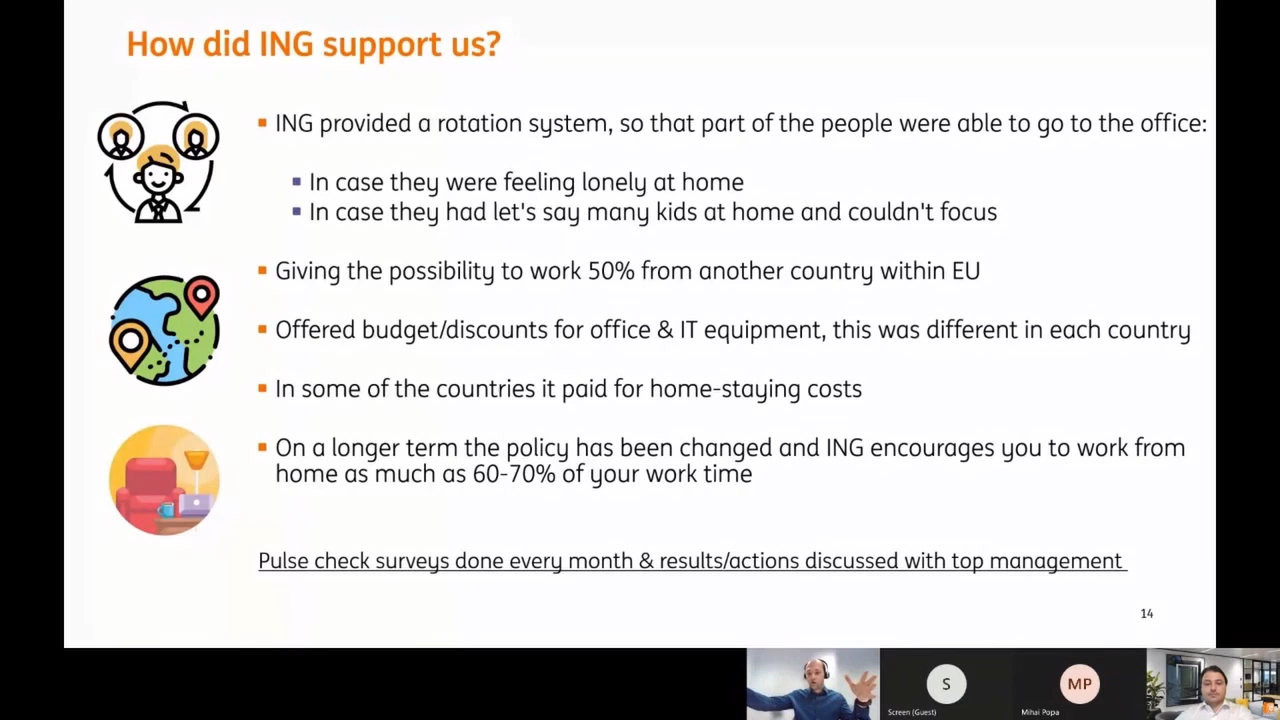 How did ING support us?
ING provided a rotation system, so that part of the people were able to go to the office:
In case they were feeling lonely at home
In case they had let's say many kids at home and couldn't focus
Giving the possibility to work 50% from another country within EU
Offered budget/discounts for office & IT equipment, this was different in each country
In some of the countries it paid for home-staying costs
On a longer term the policy has been changed and ING encourages you to work from
home as much as 60-70% of your work time
Pulse check surveys done every month & results/actions discussed with top management
14
S
MP
Screen (Guest)
Mihai Popa